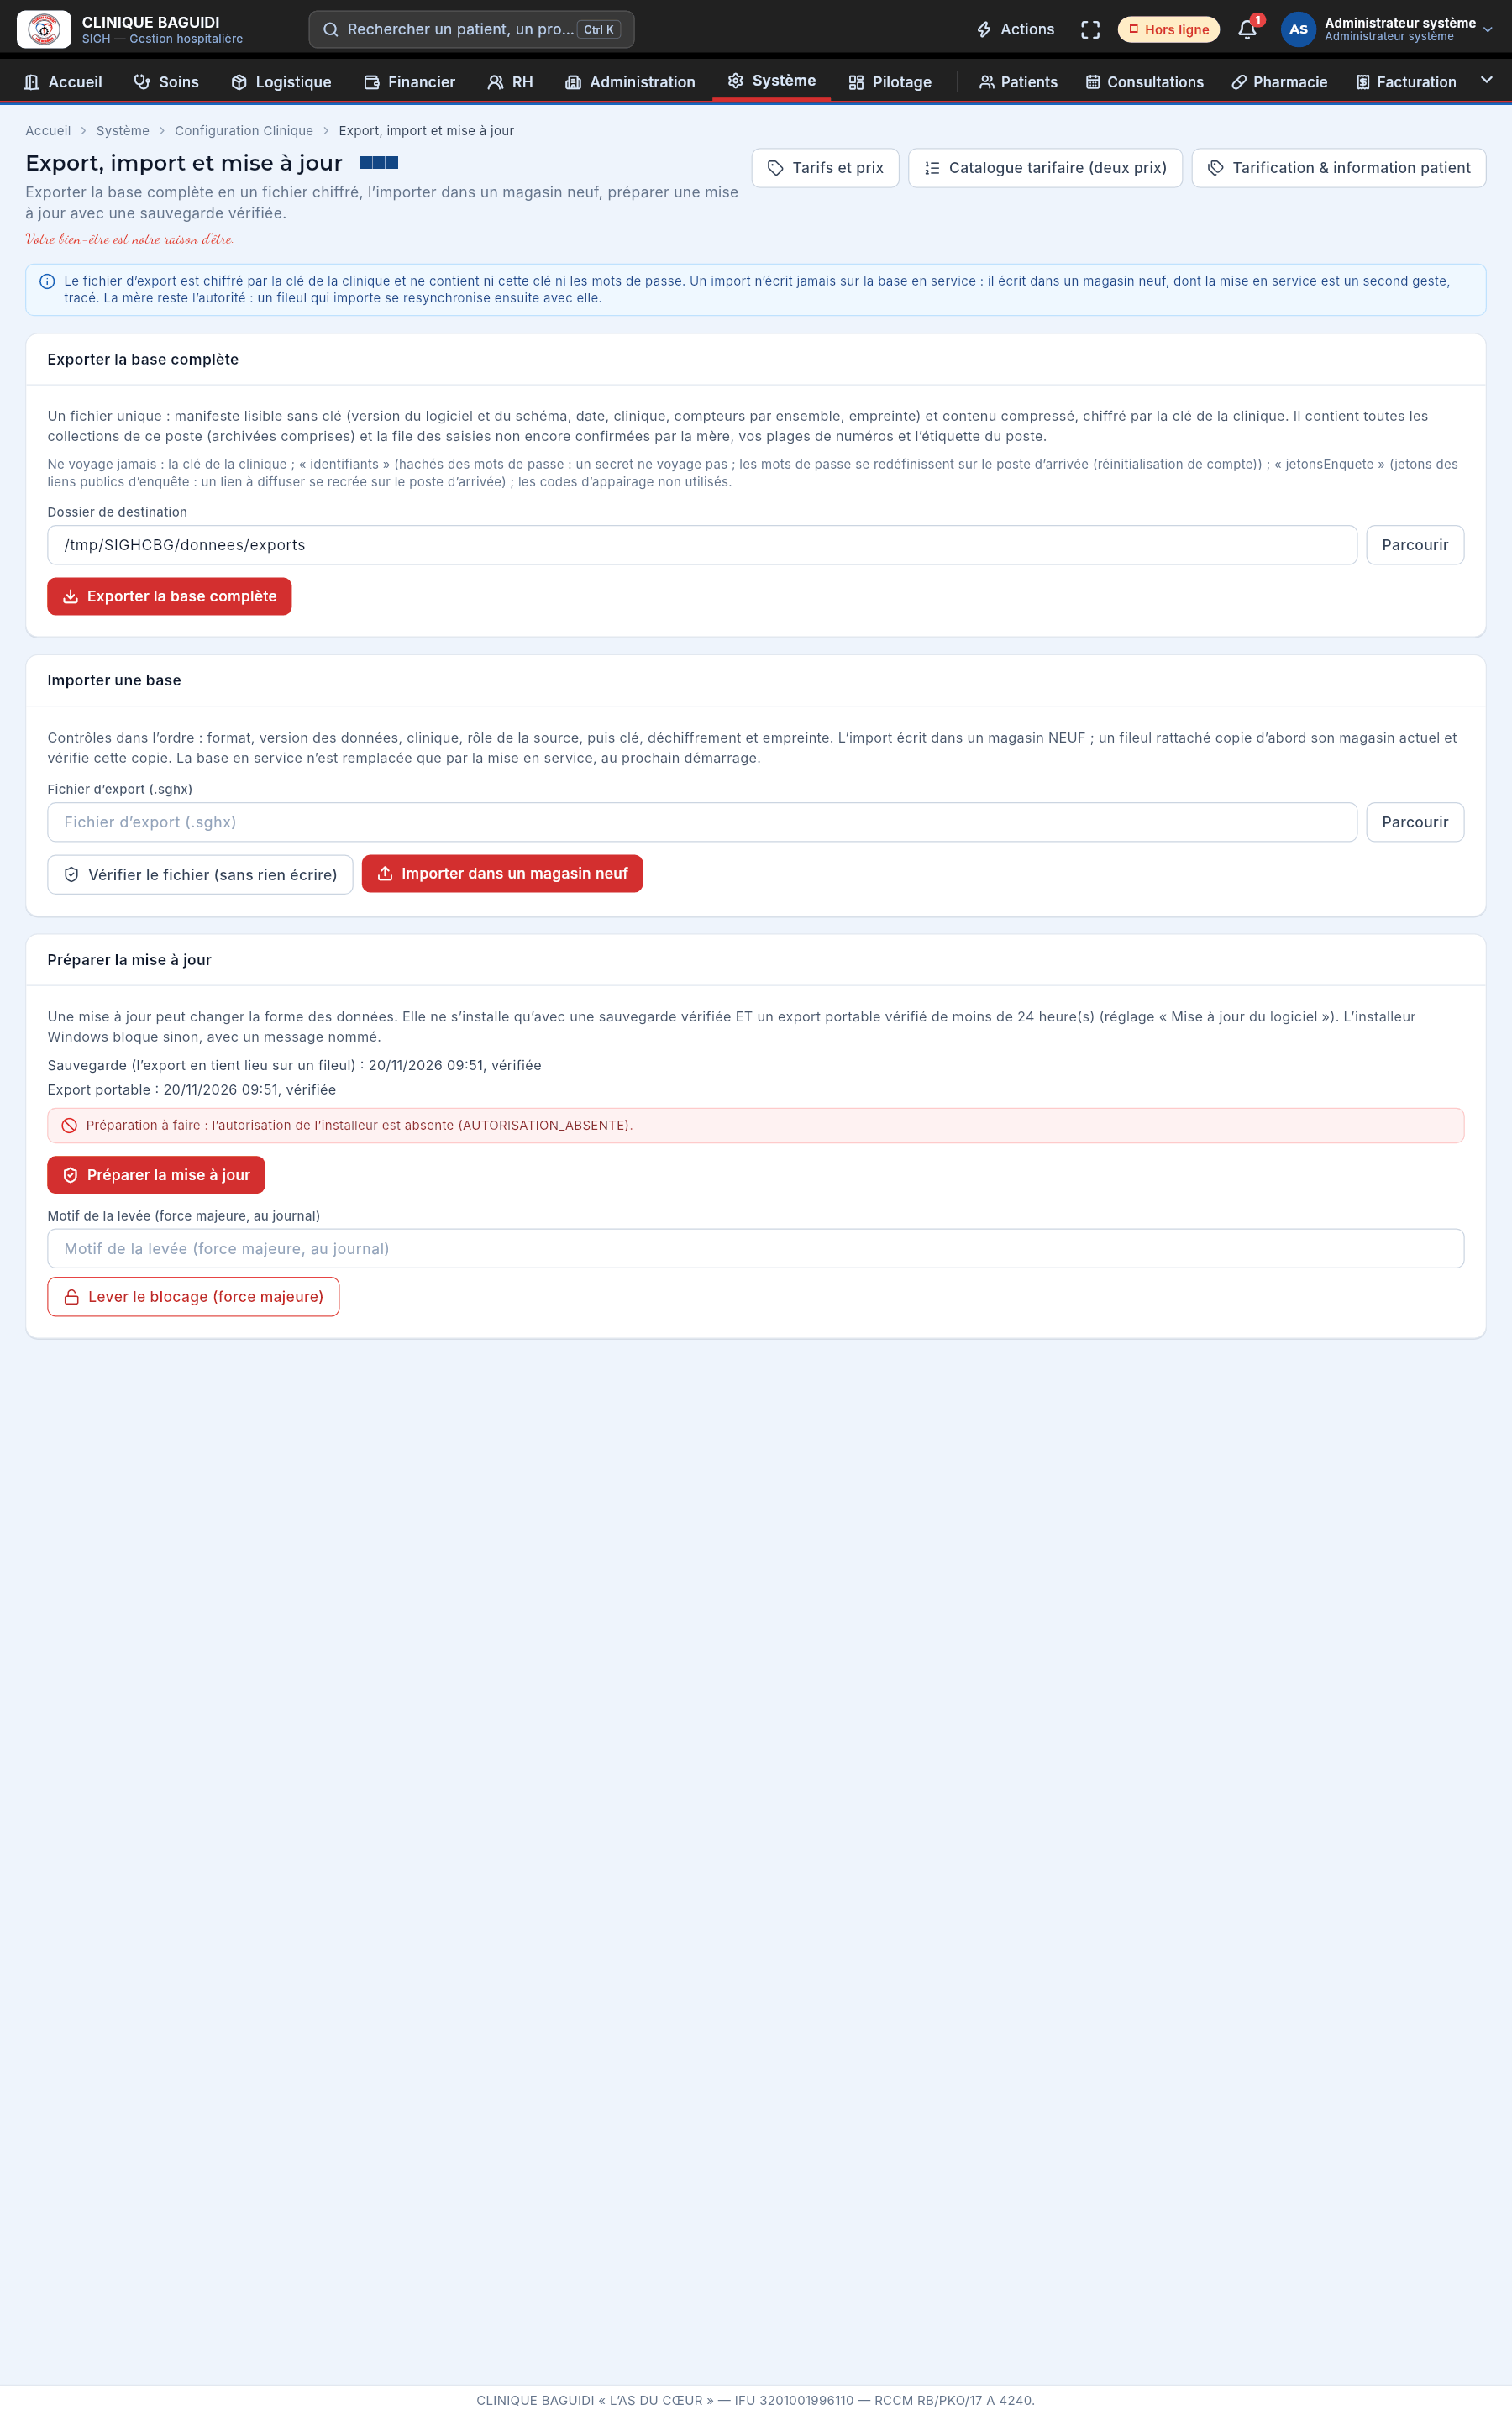 CLINIQUE BAGUIDI
SIGH — Gestion hospitalière
Rechercher un patient, un pro... Ctrl K
Actions
Hors ligne
1
AS
Administrateur système
Administrateur système
Accueil Soins Logistique Financier RH Administration Système Pilotage Patients Consultations Pharmacie Facturation
Accueil > Système > Configuration Clinique > Export, import et mise à jour
Export, import et mise à jour
Tarifs et prix
Catalogue tarifaire (deux prix)
Tarification & information patient
Exporter la base complète en un fichier chiffré, l’importer dans un magasin neuf, préparer une mise
à jour avec une sauvegarde vérifiée.
Votre bien-être est notre raison d'être.
Le fichier d’export est chiffré par la clé de la clinique et ne contient ni cette clé ni les mots de passe. Un import n’écrit jamais sur la base en service : il écrit dans un magasin neuf, dont la mise en service est un second geste,
tracé. La mère reste l’autorité : un fileul qui importe se resynchronise ensuite avec elle.
Exporter la base complète
Un fichier unique : manifeste lisible sans clé (version du logiciel et du schéma, date, clinique, compteurs par ensemble, empreinte) et contenu compressé, chiffré par la clé de la clinique. Il contient toutes les
collections de ce poste (archivées comprises) et la file des saisies non encore confirmées par la mère, vos plages de numéros et l’étiquette du poste.
Ne voyage jamais : la clé de la clinique ; « identifiants » (hachés des mots de passe : un secret ne voyage pas ; les mots de passe se redéfinissent sur le poste d’arrivée (réinitialisation de compte)) ; « jetonsEnquete » (jetons des
liens publics d’enquête : un lien à diffuser se recrée sur le poste d’arrivée) ; les codes d’appairage non utilisés.
Dossier de destination
/tmp/SIGHCBG/donnees/exports
Parcourir
Exporter la base complète
Importer une base
Contrôles dans l’ordre : format, version des données, clinique, rôle de la source, puis clé, déchiffrement et empreinte. L’import écrit dans un magasin NEUF ; un fileul rattaché copie d’abord son magasin actuel et
vérifie cette copie. La base en service n’est remplacée que par la mise en service, au prochain démarrage.
Fichier d’export (.sghx)
Fichier d’export (.sghx)
Parcourir
Vérifier le fichier (sans rien écrire)
Importer dans un magasin neuf
Préparer la mise à jour
Une mise à jour peut changer la forme des données. Elle ne s’installe qu’avec une sauvegarde vérifiée ET un export portable vérifié de moins de 24 heure(s) (réglage « Mise à jour du logiciel »). L’installeur
Windows bloque sinon, avec un message nommé.
Sauvegarde (l’export en tient lieu sur un fileul) : 20/11/2026 09:51, vérifiée
Export portable : 20/11/2026 09:51, vérifiée
Préparation à faire : l’autorisation de l’installeur est absente (AUTORISATION_ABSENTE).
Préparer la mise à jour
Motif de la levée (force majeure, au journal)
Motif de la levée (force majeure, au journal)
Lever le blocage (force majeure)
CLINIQUE BAGUIDI « L’AS DU CŒUR » — IFU 3201001996110 — RCCM RB/PKO/17 A 4240.